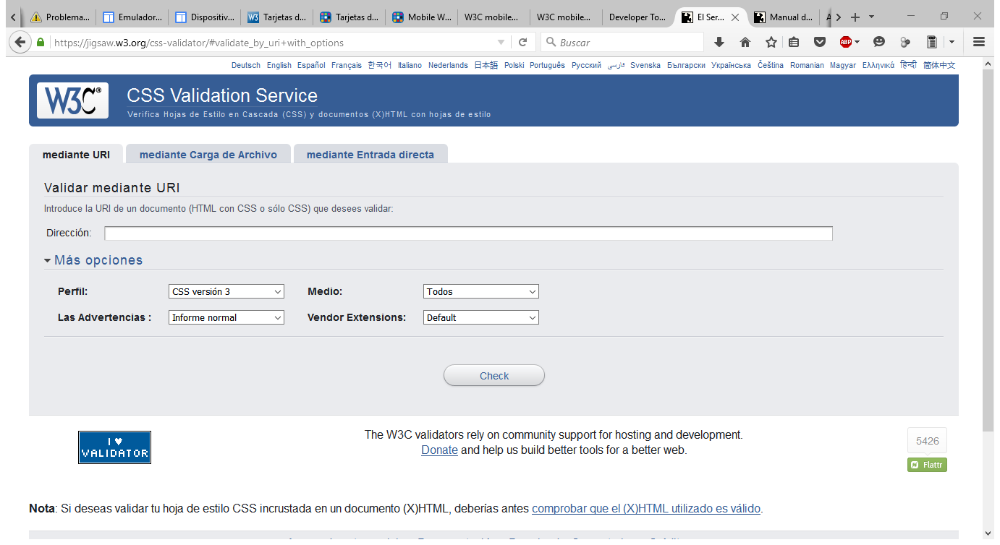 Problema... Emulador... Dispositiv... Tarjetas d... Tarjetas d... Mobile W... W3C mobile... W3C mobile... Developer To... El Ser... Manual d...
https://jigsaw.w3.org/css-validator/#validate_by_uri+with_options Buscar ABP
Deutsch English Español Français 한국어 Italiano Nederlands 日本語 Polski Português Русский فارسی Svenska Български Українська Čeština Romanian Magyar Ελληνικά हिन्दी 简体中文
W3C® CSS Validation Service
Verifica Hojas de Estilo en Cascada (CSS) y documentos (X)HTML con hojas de estilo
mediante URI mediante Carga de Archivo mediante Entrada directa
Validar mediante URI
Introduce la URI de un documento (HTML con CSS o sólo CSS) que desees validar:
Dirección:
Más opciones
Perfil: CSS versión 3 Medio: Todos
Las Advertencias : Informe normal Vendor Extensions: Default
Check
I ♥ VALIDATOR
The W3C validators rely on community support for hosting and development.
Donate and help us build better tools for a better web.
5426
Flattr
Nota: Si deseas validar tu hoja de estilo CSS incrustada en un documento (X)HTML, deberías antes comprobar que el (X)HTML utilizado es válido.